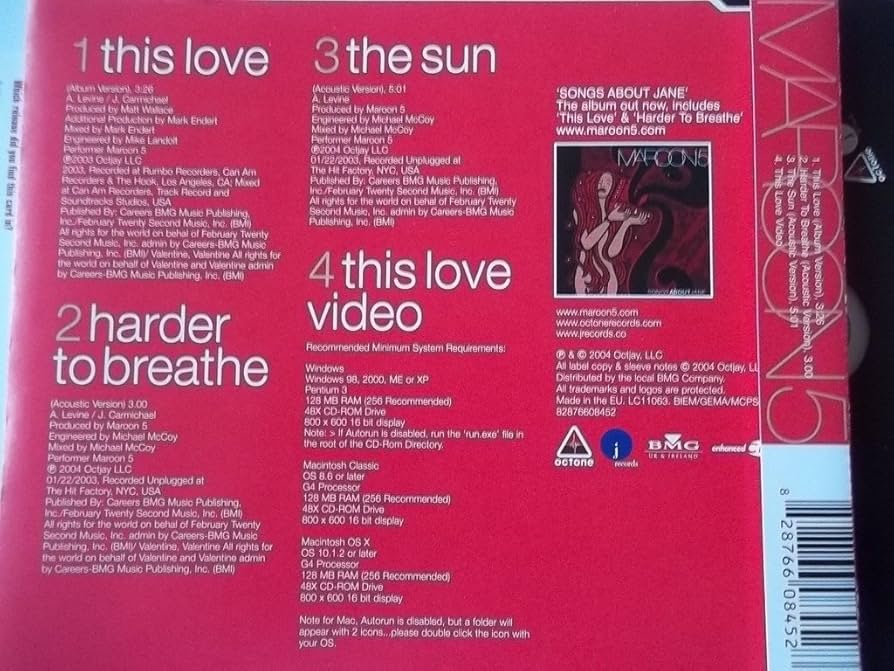 1 this love
(Album Version), 3:26
A. Levine / J. Carmichael
Produced by Matt Wallace
Additional Production by Mark Endert
Mixed by Mark Endert
Engineered by Mike Landolt
Performer Maroon 5
℗2003 Octjay LLC
2003, Recorded at Rumbo Recorders, Can Am
Recorders & The Hook, Los Angeles, CA; Mixed
at Can Am Recorders, Track Record and
Soundtracks Studios, USA
Published By: Careers BMG Music Publishing,
Inc./February Twenty Second Music, Inc. (BMI)
All rights for the world on behalf of February Twenty
Second Music, Inc. admin by Careers-BMG Music
Publishing, Inc. (BMI)/ Valentine, Valentine All rights for
the world on behalf of Valentine and Valentine admin
by Careers-BMG Music Publishing, Inc. (BMI)
2 harder
to breathe
(Acoustic Version) 3.00
A. Levine / J. Carmichael
Produced by Maroon 5
Engineered by Michael McCoy
Mixed by Michael McCoy
Performer Maroon 5
℗ 2004 Octjay LLC
01/22/2003, Recorded Unplugged at
The Hit Factory, NYC, USA
Published By: Careers BMG Music Publishing,
Inc./February Twenty Second Music, Inc. (BMI)
All rights for the world on behal of February Twenty
Second Music, Inc. admin by Careers-BMG Music
Publishing, Inc. (BMI)/ Valentine, Valentine All rights for
the world on behalf of Valentine and Valentine admin
by Careers-BMG Music Publishing, Inc. (BMI)
3 the sun
(Acoustic Version), 5:01
A. Levine
Produced by Maroon 5
Engineered by Michael McCoy
Mixed by Michael McCoy
Performer Maroon 5
℗2004 Octjay LLC
01/22/2003, Recorded Unplugged at
The Hit Factory, NYC, USA
Published By: Careers BMG Music Publishing,
Inc./February Twenty Second Music, Inc. (BMI)
All rights for the world on behalf of February Twenty
Second Music, Inc. admin by Careers-BMG Music
Publishing, Inc. (BMI)
4 this love
video
Recommended Minimum System Requirements:
Windows
Windows 98, 2000, ME or XP
Pentium 3
128 MB RAM (256 Recommended)
48X CD-ROM Drive
800 x 600 16 bit display
Note: > If Autorun is disabled, run the 'run.exe' file in
the root of the CD-Rom Directory.
Macintosh Classic
OS 8.6 or later
G4 Processor
128 MB RAM (256 Recommended)
48X CD-ROM Drive
800 x 600 16 bit display
Macintosh OS X
OS 10.1.2 or later
G4 Processor
128 MB RAM (256 Recommended)
48X CD-ROM Drive
800 x 600 16 bit display
Note for Mac, Autorun is disabled, but a folder will
appear with 2 icons...please double click the icon with
your OS.
'SONGS ABOUT JANE'
The album out now, includes
'This Love' & 'Harder To Breathe'
www.maroon5.com
MAROON5
SONGS ABOUT JANE
www.maroon5.com
www.octonerecords.com
www.jrecords.co
℗ & © 2004 Octjay, LLC
All label copy & sleeve notes © 2004 Octjay,
Distributed by the local BMG Company.
All trademarks and logos are protected.
Made in the EU. LC11063. BIEM/GEMA/MCPS
82876608452
octone
j
records
BMG
UK & IRELAND
enhanced
MAROON 5
1. This Love (Album Version), 3:26
2. Harder To Breathe (Acoustic Version), 3.00
3. The Sun (Acoustic Version), 5:01
4. This Love Video
octone
8 28766 08452
Which release did you find this card in?